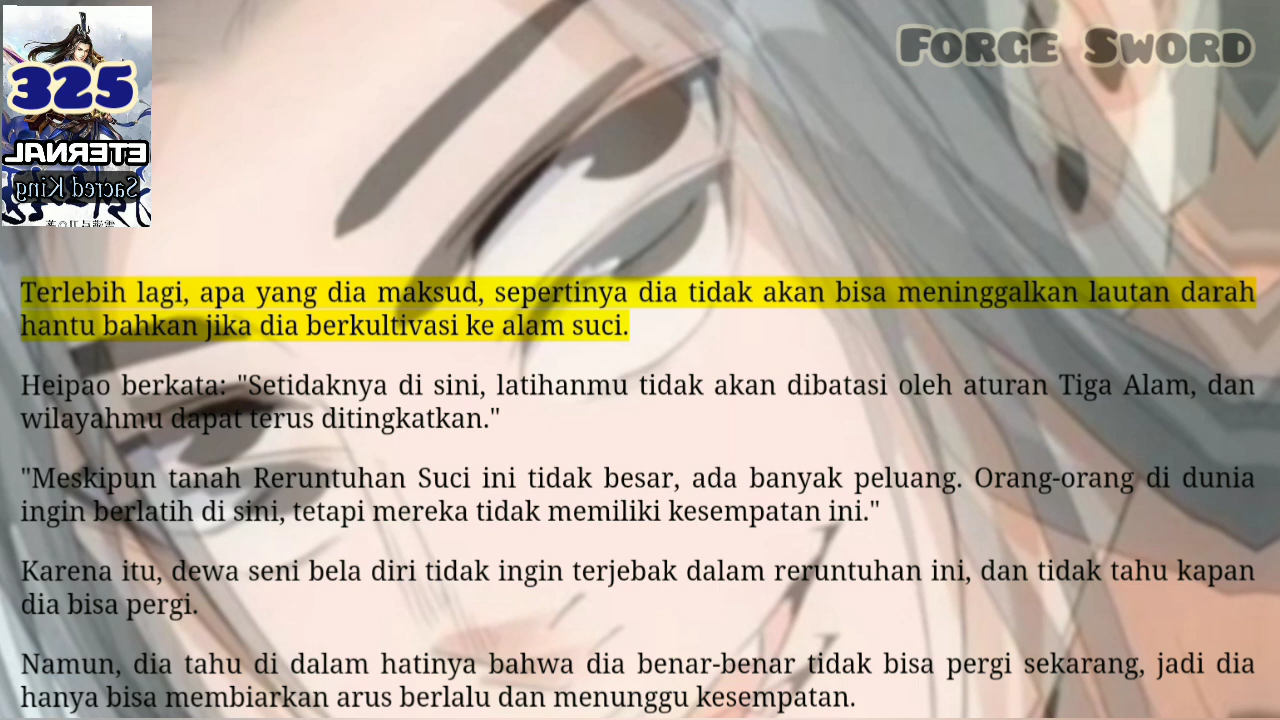 Forge Sword
325
ETERNAL
Sacred King
Terlebih lagi, apa yang dia maksud, sepertinya dia tidak akan bisa meninggalkan lautan darah
hantu bahkan jika dia berkultivasi ke alam suci.
Heipao berkata: "Setidaknya di sini, latihanmu tidak akan dibatasi oleh aturan Tiga Alam, dan
wilayahmu dapat terus ditingkatkan."
"Meskipun tanah Reruntuhan Suci ini tidak besar, ada banyak peluang. Orang-orang di dunia
ingin berlatih di sini, tetapi mereka tidak memiliki kesempatan ini."
Karena itu, dewa seni bela diri tidak ingin terjebak dalam reruntuhan ini, dan tidak tahu kapan
dia bisa pergi.
Namun, dia tahu di dalam hatinya bahwa dia benar-benar tidak bisa pergi sekarang, jadi dia
hanya bisa membiarkan arus berlalu dan menunggu kesempatan.